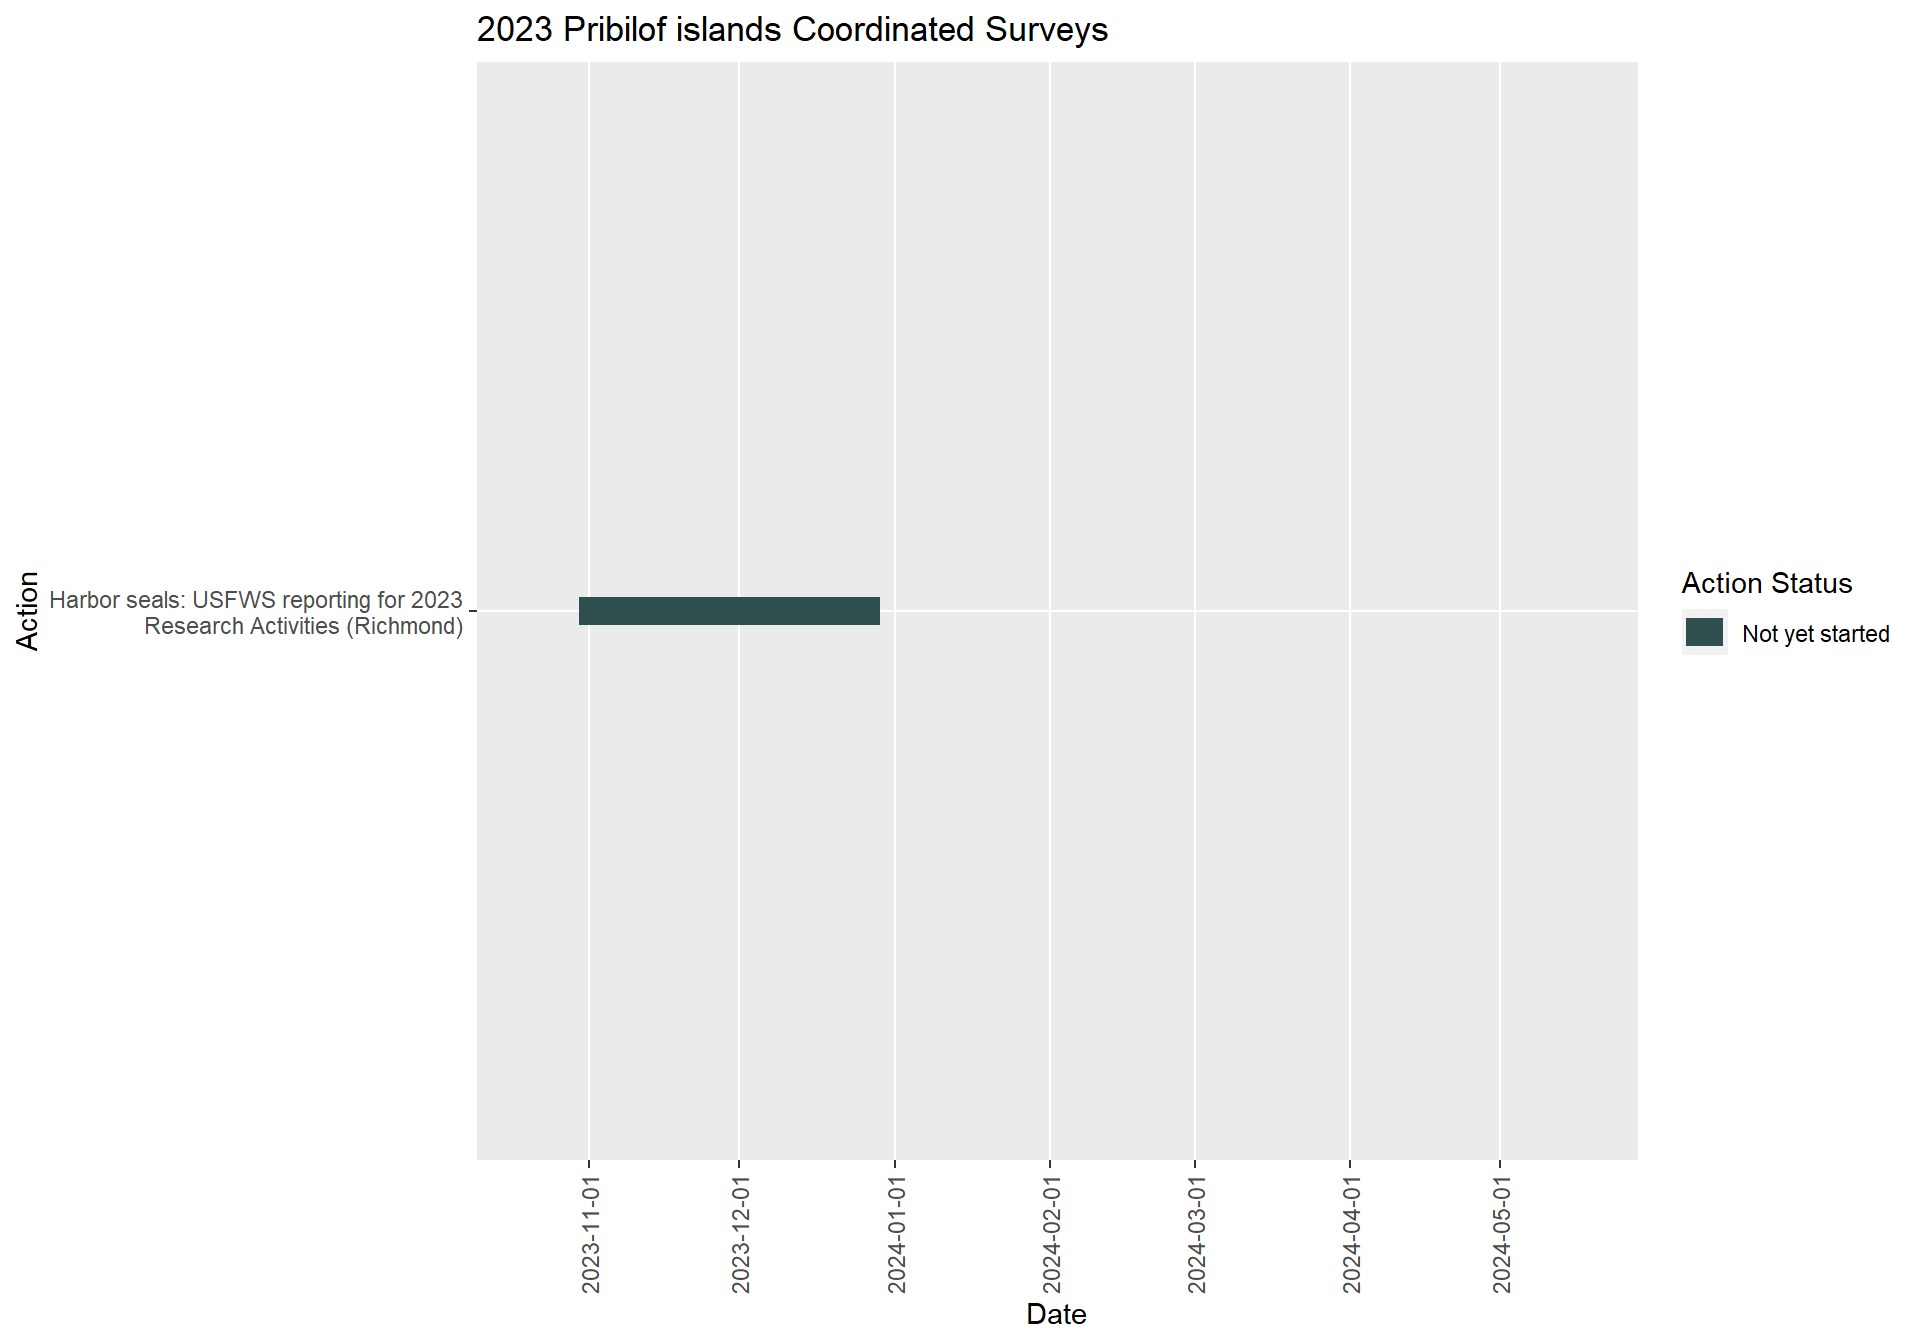 2023 Pribilof islands Coordinated Surveys
Action
Harbor seals: USFWS reporting for 2023
Research Activities (Richmond)
Action Status
Not yet started
2023-11-01
2023-12-01
2024-01-01
2024-02-01
2024-03-01
2024-04-01
2024-05-01
Date